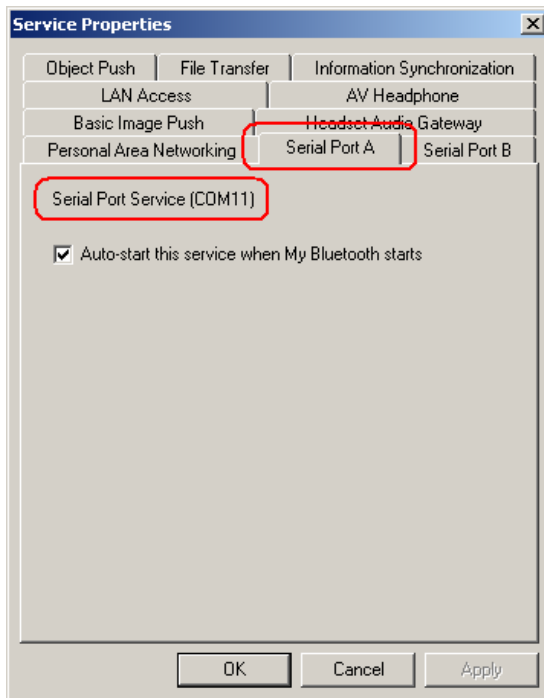 Service Properties
Object Push File Transfer Information Synchronization
LAN Access AV Headphone
Basic Image Push Headset Audio Gateway
Personal Area Networking Serial Port A Serial Port B
Serial Port Service (COM11)
Auto-start this service when My Bluetooth starts
OK Cancel Apply